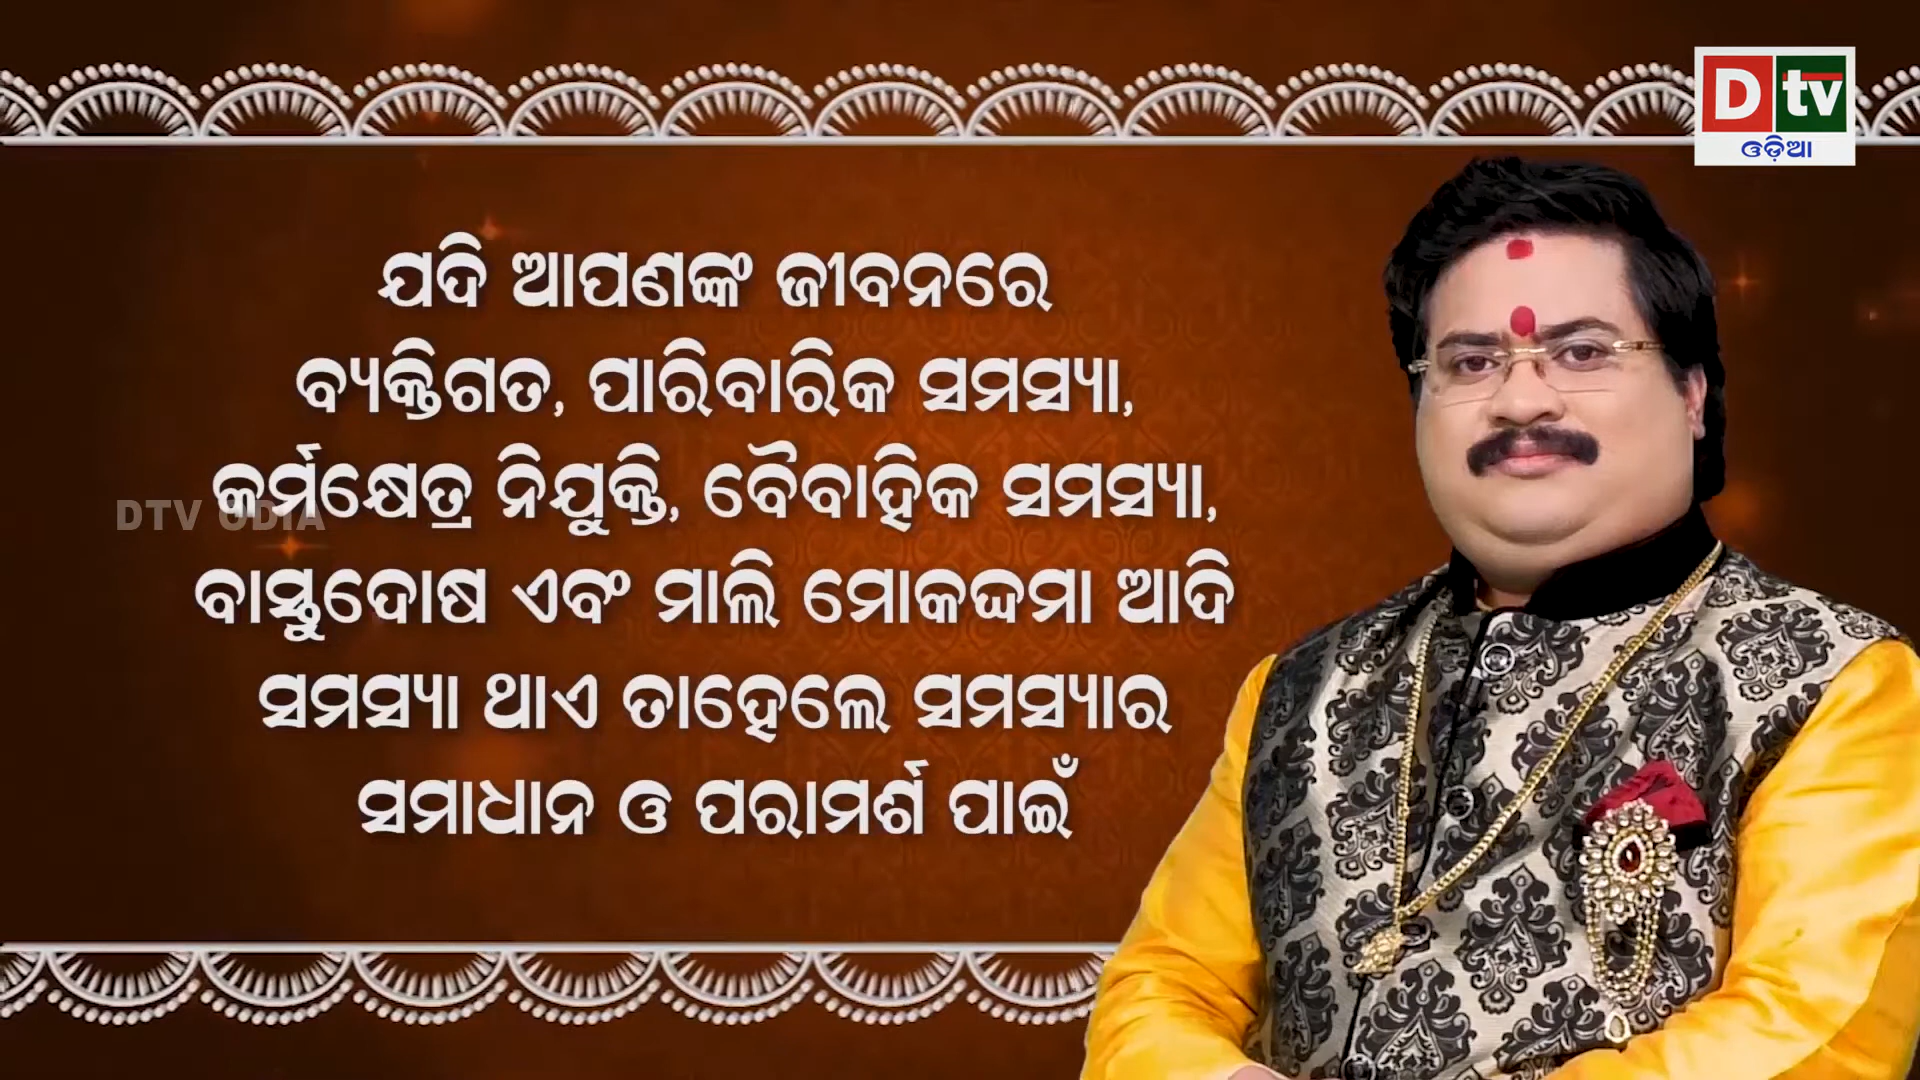 D tv
ଓଡ଼ିଆ
ଯଦି ଆପଣଙ୍କ ଜୀବନରେ
ବ୍ୟକ୍ତିଗତ, ପାରିବାରିକ ସମସ୍ୟା,
କର୍ମକ୍ଷେତ୍ର ନିଯୁକ୍ତି, ବୈବାହିକ ସମସ୍ୟା,
DTV ODIA
ବାସ୍ତୁଦୋଷ ଏବଂ ମାଲି ମୋକଦ୍ଦମା ଆଦି
ସମସ୍ୟା ଥାଏ ତାହେଲେ ସମସ୍ୟାର
ସମାଧାନ ଓ ପରାମର୍ଶ ପାଇଁ